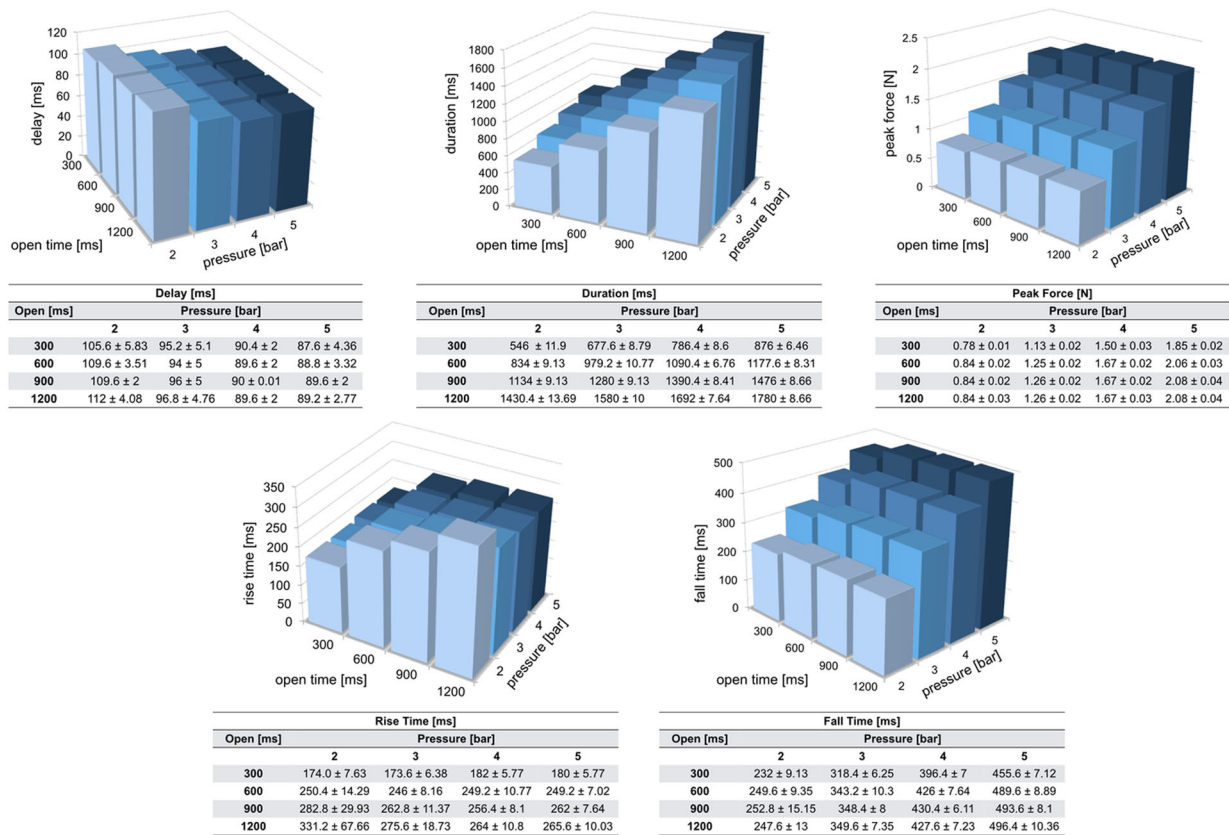 120
100
80
60
40
20
0
delay [ms]
300
600
900
1200
open time [ms]
2
3
4
5
pressure [bar]
1800
1600
1400
1200
1000
800
600
400
200
0
duration [ms]
300
600
900
1200
open time [ms]
2
3
4
5
pressure [bar]
2.5
2
1.5
1
0.5
0
peak force [N]
300
600
900
1200
open time [ms]
2
3
4
5
pressure [bar]
Delay [ms]
Open [ms] Pressure [bar]
2 3 4 5
300 105.6 ± 5.83 95.2 ± 5.1 90.4 ± 2 87.6 ± 4.36
600 109.6 ± 3.51 94 ± 5 89.6 ± 2 88.8 ± 3.32
900 109.6 ± 2 96 ± 5 90 ± 0.01 89.6 ± 2
1200 112 ± 4.08 96.8 ± 4.76 89.6 ± 2 89.2 ± 2.77
Duration [ms]
Open [ms] Pressure [bar]
2 3 4 5
300 546 ± 11.9 677.6 ± 8.79 786.4 ± 8.6 876 ± 6.46
600 834 ± 9.13 979.2 ± 10.77 1090.4 ± 6.76 1177.6 ± 8.31
900 1134 ± 9.13 1280 ± 9.13 1390.4 ± 8.41 1476 ± 8.66
1200 1430.4 ± 13.69 1580 ± 10 1692 ± 7.64 1780 ± 8.66
Peak Force [N]
Open [ms] Pressure [bar]
2 3 4 5
300 0.78 ± 0.01 1.13 ± 0.02 1.50 ± 0.03 1.85 ± 0.02
600 0.84 ± 0.02 1.25 ± 0.02 1.67 ± 0.02 2.06 ± 0.03
900 0.84 ± 0.02 1.26 ± 0.02 1.67 ± 0.02 2.08 ± 0.04
1200 0.84 ± 0.03 1.26 ± 0.02 1.67 ± 0.03 2.08 ± 0.04
350
300
250
200
150
100
50
0
rise time [ms]
300
600
900
1200
open time [ms]
2
3
4
5
pressure [bar]
500
400
300
200
100
0
fall time [ms]
300
600
900
1200
open time [ms]
2
3
4
5
pressure [bar]
Rise Time [ms]
Open [ms] Pressure [bar]
2 3 4 5
300 174.0 ± 7.63 173.6 ± 6.38 182 ± 5.77 180 ± 5.77
600 250.4 ± 14.29 246 ± 8.16 249.2 ± 10.77 249.2 ± 7.02
900 282.8 ± 29.93 262.8 ± 11.37 256.4 ± 8.1 262 ± 7.64
1200 331.2 ± 67.66 275.6 ± 18.73 264 ± 10.8 265.6 ± 10.03
Fall Time [ms]
Open [ms] Pressure [bar]
2 3 4 5
300 232 ± 9.13 318.4 ± 6.25 396.4 ± 7 455.6 ± 7.12
600 249.6 ± 9.35 343.2 ± 10.3 426 ± 7.64 489.6 ± 8.89
900 252.8 ± 15.15 348.4 ± 8 430.4 ± 6.11 493.6 ± 8.1
1200 247.6 ± 13 349.6 ± 7.35 427.6 ± 7.23 496.4 ± 10.36